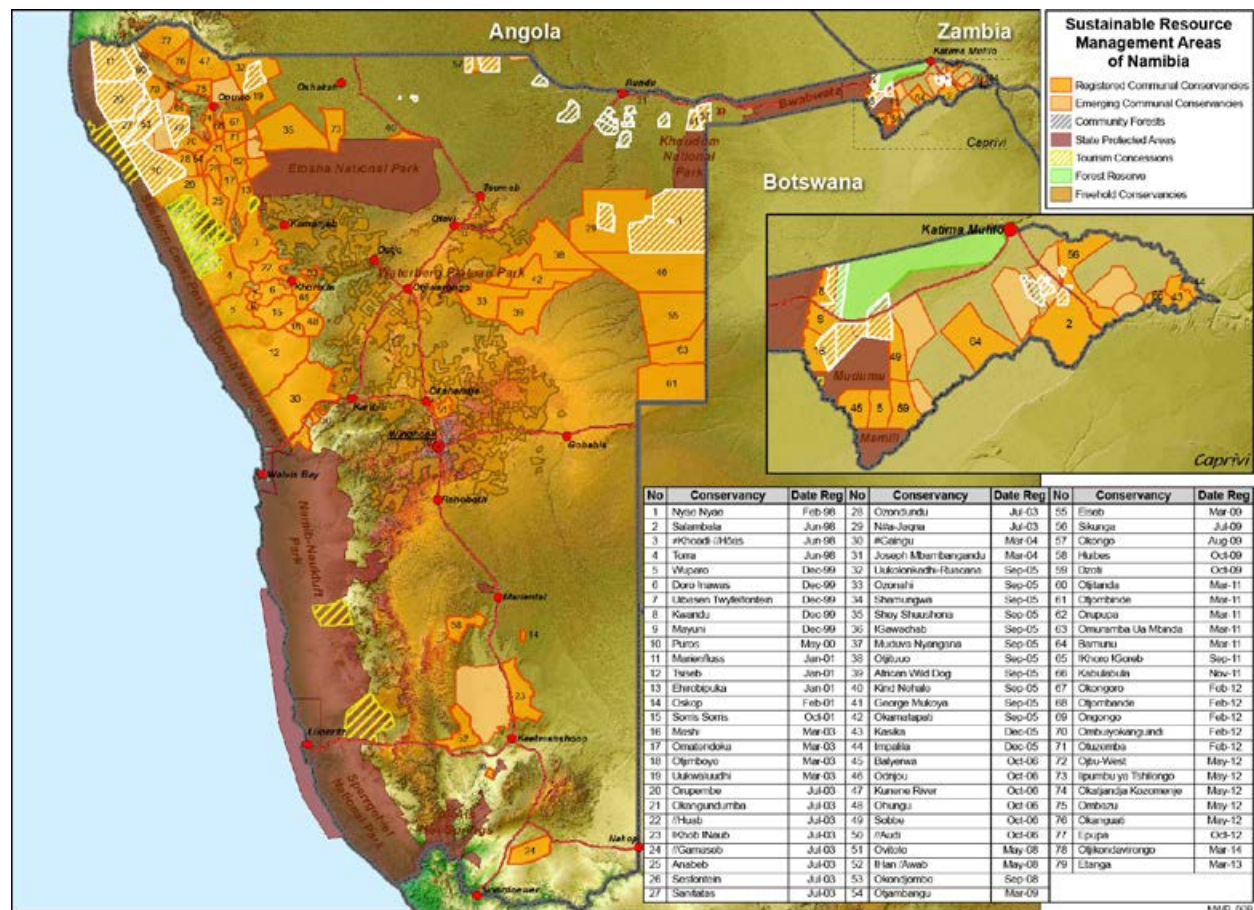 Angola
Zambia
Katima Mulilo
Sustainable Resource
Management Areas
of Namibia
Registered Communal Conservancies
Emerging Communal Conservancies
Community Forests
State Protected Areas
Tourism Concessions
Forest Reserve
Freehold Conservancies
Opuwo
Oshakati
Rundu
Bwabwata
Caprivi
Etosha National Park
Khaudom
National
Park
Botswana
Tsumeb
Otavi
Kamanjab
Outjo
Waterberg Plateau Park
Otjiwarongo
Khorixas
Karibib
Okahandja
Windhoek
Gobabis
Walvis Bay
Rehoboth
Namib-Naukluft
Park
Mariental
Luderitz
Keetmanshoop
Sperrgebiet
National Park
Katima Mulilo
Mudumu
Mamili
Caprivi
No Conservancy Date Reg No Conservancy Date Reg No Conservancy Date Reg
1 Nyae Nyae Feb-98 28 Ozondundu Jul-03 55 Eiseb Mar-09
2 Salambala Jun-98 29 N#a-Jaqna Jul-03 56 Sikunga Jul-09
3 #Khoadi-//Hôas Jun-98 30 #Gaingu Mar-04 57 Okongo Aug-09
4 Torra Jun-98 31 Joseph Mbambangandu Mar-04 58 Huibes Oct-09
5 Wuparo Dec-99 32 Uukolonkadhi-Ruacana Sep-05 59 Dzoti Oct-09
6 Doro !nawas Dec-99 33 Ozonahi Sep-05 60 Otjitanda Mar-11
7 Uibasen Twyfelfontein Dec-99 34 Shamungwa Sep-05 61 Otjombinde Mar-11
8 Kwandu Dec-99 35 Sheya Shuushona Sep-05 62 Orupupa Mar-11
9 Mayuni Dec-99 36 !Gawachab Sep-05 63 Omuramba Ua Mbinda Mar-11
10 Puros May-00 37 Muduva Nyangana Sep-05 64 Bamunu Mar-11
11 Marienfluss Jan-01 38 Otjituuo Sep-05 65 !Khoro !Goreb Sep-11
12 Tsiseb Jan-01 39 African Wild Dog Sep-05 66 Kabulabula Nov-11
13 Ehirobipuka Jan-01 40 King Nehale Sep-05 67 Okongoro Feb-12
14 Oskop Feb-01 41 George Mukoya Sep-05 68 Otjombande Feb-12
15 Sorris Sorris Oct-01 42 Okamatapati Sep-05 69 Ongongo Feb-12
16 Mashi Mar-03 43 Kasika Dec-05 70 Ombujokanguindi Feb-12
17 Omatendeka Mar-03 44 Impalila Dec-05 71 Otuzemba Feb-12
18 Otjimboyo Mar-03 45 Balyerwa Oct-06 72 Otjiu-West May-12
19 Uukwaluudhi Mar-03 46 Ondjou Oct-06 73 Iipumbu ya Tshilongo May-12
20 Orupembe Jul-03 47 Kunene River Oct-06 74 Okatjandja Kozomenje May-12
21 Okangundumba Jul-03 48 Ohungu Oct-06 75 Ombazu May-12
22 //Huab Jul-03 49 Sobbe Oct-06 76 Okanguati May-12
23 !Khob !Naub Jul-03 50 //Audi Oct-06 77 Epupa Oct-12
24 //Gamaseb Jul-03 51 Ovitoto May-08 78 Otjikondavirongo Mar-14
25 Anabeb Jul-03 52 !Han /Awab May-08 79 Etanga Mar-13
26 Sesfontein Jul-03 53 Okondjombo Sep-08
27 Sanitatas Jul-03 54 Otjambangu Mar-09